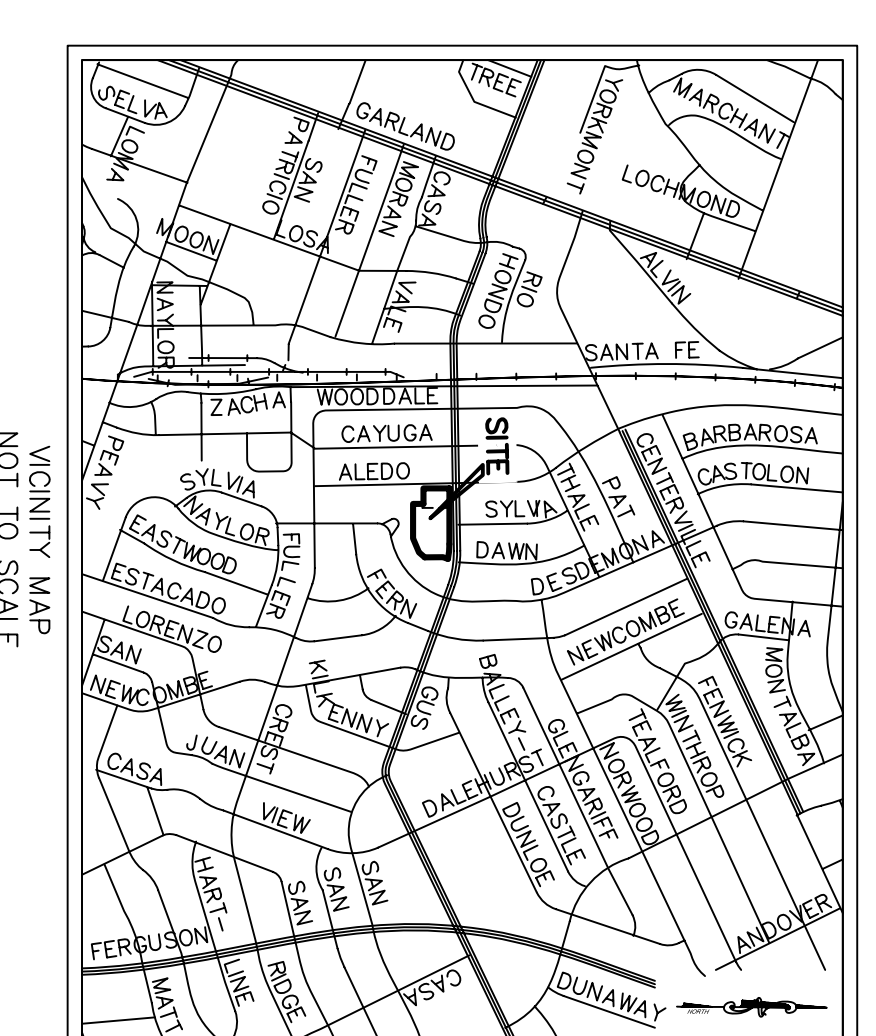 TREE
YORKMONT
MARCHANT
SELVA
GARLAND
LOMA
PATRICIO
SAN
FULLER
MORAN
CASA
LOCHMOND
MOON
LOSA
RIO
HONDO
ALVIN
VALE
NAYLOR
SANTA FE
ZACHA
WOODDALE
CAYUGA
SITE
CENTERVILLE
BARBAROSA
PEAVY
ALEDO
CASTOLON
SYLVIA
NAYLOR
THALE
PAT
SYLVIA
EASTWOOD
FULLER
DAWN
DESDEMONA
ESTACADO
FERN
LORENZO
NEWCOMBE
GALENA
SAN
NEWCOMBE
KILKENNY
GUS
BALLEY-
CASTLE
MONTALBA
FENWICK
WINTHROP
TEALFORD
NORWOOD
GLENGARIFF
CREST
JUAN
CASA
DALEHURST
DUNLOE
VIEW
HART-
LINE
SAN
SAN
SAN
FERGUSON
ANDOVER
MATT
RIDGE
CASA
DUNAWAY
NORTH
VICINITY MAP
NOT TO SCALE